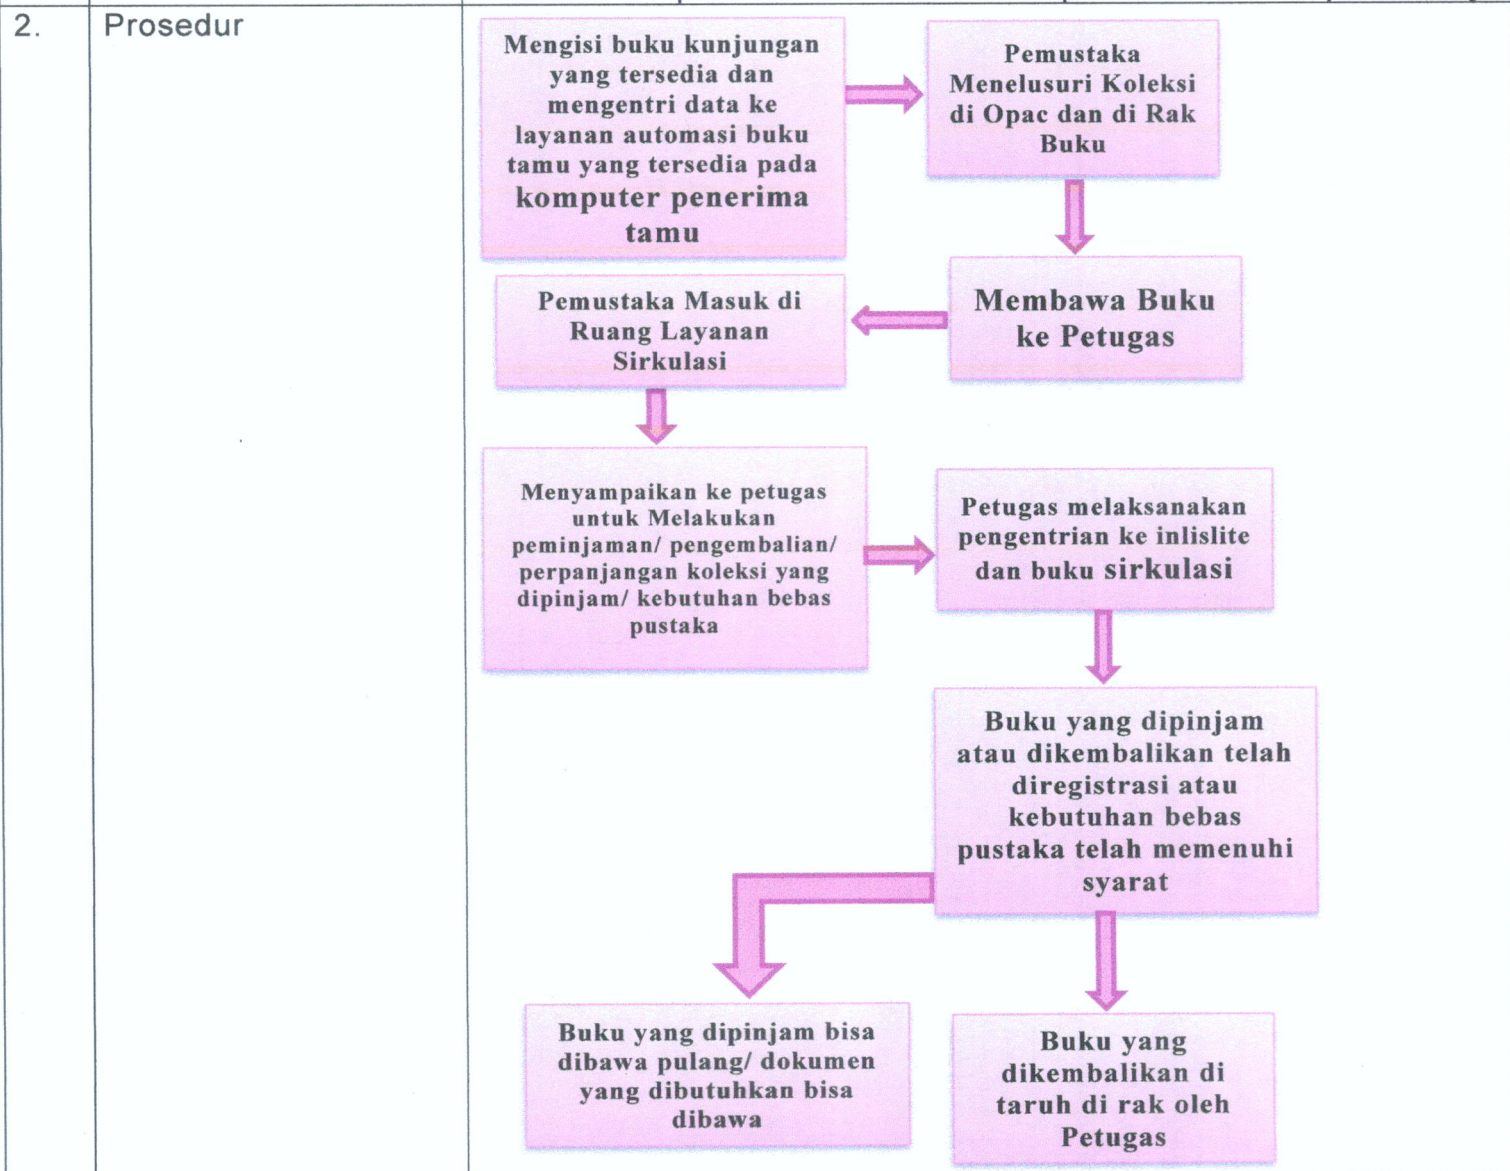 2.
Prosedur
Mengisi buku kunjungan
yang tersedia dan
mengentri data ke
layanan automasi buku
tamu yang tersedia pada
komputer penerima
tamu
Pemustaka
Menelusuri Koleksi
di Opac dan di Rak
Buku
Membawa Buku
ke Petugas
Pemustaka Masuk di
Ruang Layanan
Sirkulasi
Menyampaikan ke petugas
untuk Melakukan
peminjaman/ pengembalian/
perpanjangan koleksi yang
dipinjam/ kebutuhan bebas
pustaka
Petugas melaksanakan
pengentrian ke inlislite
dan buku sirkulasi
Buku yang dipinjam
atau dikembalikan telah
diregistrasi atau
kebutuhan bebas
pustaka telah memenuhi
syarat
Buku yang dipinjam bisa
dibawa pulang/ dokumen
yang dibutuhkan bisa
dibawa
Buku yang
dikembalikan di
taruh di rak oleh
Petugas